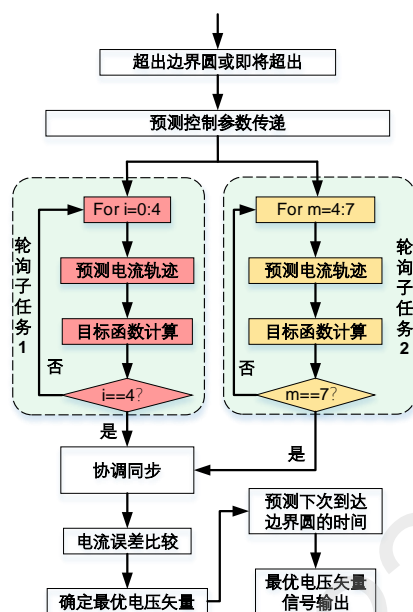 超出边界圆或即将超出
预测控制参数传递
轮询子任务1
For i=0:4
预测电流轨迹
目标函数计算
否
i==4?
是
轮询子任务2
For m=4:7
预测电流轨迹
目标函数计算
否
m==7?
是
协调同步
电流误差比较
确定最优电压矢量
预测下次到达
边界圆的时间
最优电压矢量
信号输出